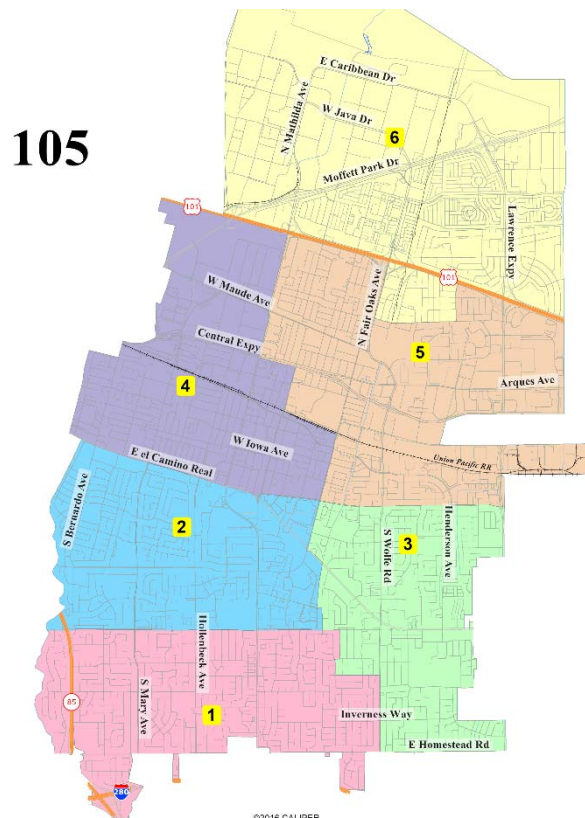 E Caribbean Dr
N Mathilda Ave
W Java Dr
6
105
Moffett Park Dr
101
Lawrence Expy
W Maude Ave
N Fair Oaks Ave
101
Central Expy
5
4
Arques Ave
W Iowa Ave
E el Camino Real
Union Pacific RR
S Bernardo Ave
2
S Wolfe Rd
Henderson Ave
3
Hollenbeck Ave
S Mary Ave
85
1
Inverness Way
E Homestead Rd
280
©2016 CALIPER